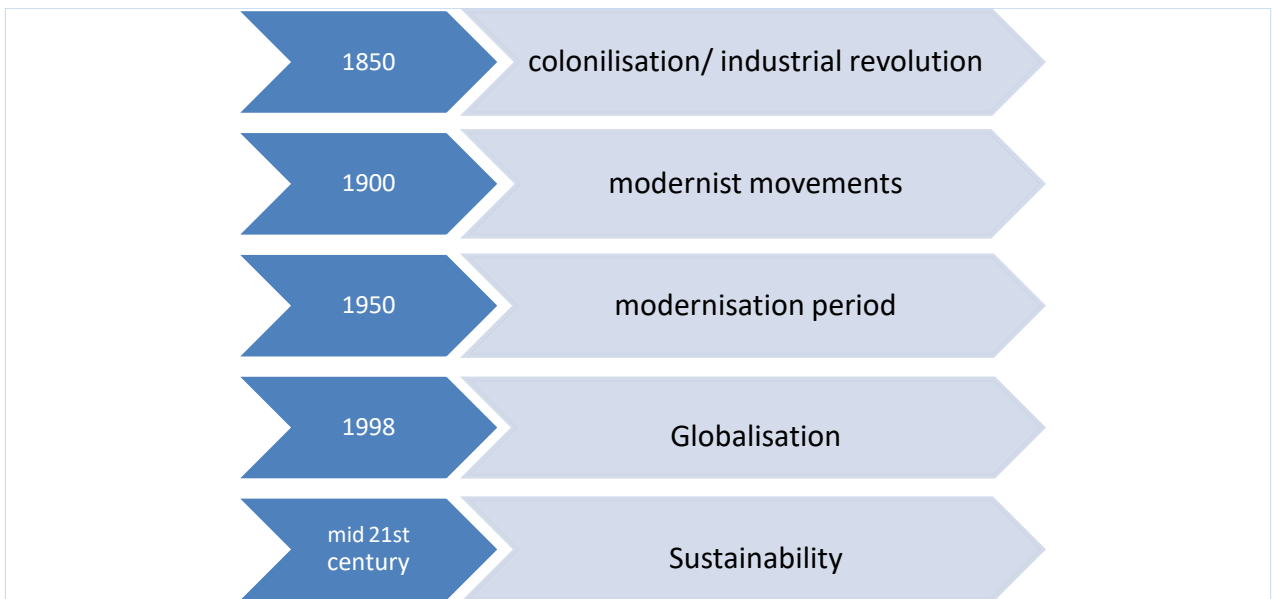 1850
colonilisation/ industrial revolution
1900
modernist movements
1950
modernisation period
1998
Globalisation
mid 21st
century
Sustainability